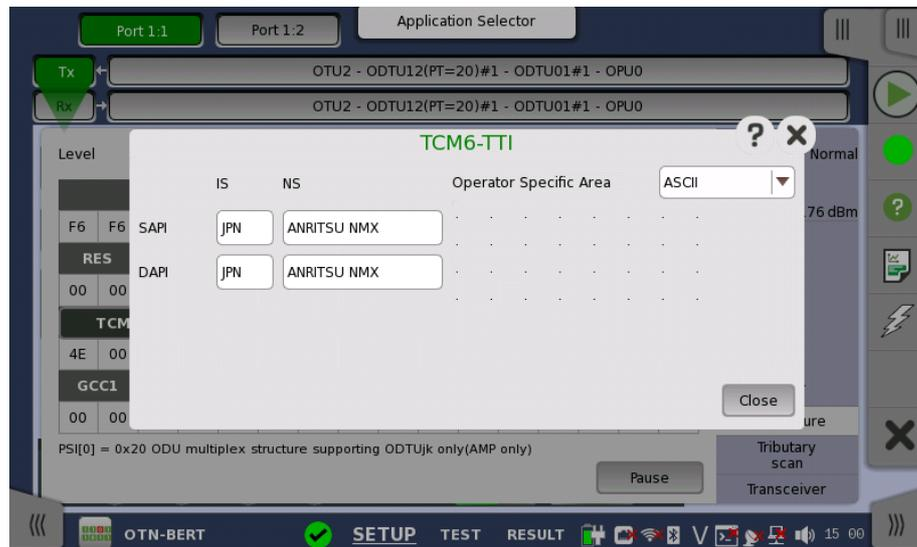 Application Selector
Port 1:1 Port 1:2
Tx OTU2 - ODTU12(PT=20)#1 - ODTU01#1 - OPU0
Rx OTU2 - ODTU12(PT=20)#1 - ODTU01#1 - OPU0
TCM6-TTI
? X
Level Normal
IS NS Operator Specific Area ASCII
76 dBm
F6 F6 SAPI JPN ANRITSU NMX
RES
DAPI JPN ANRITSU NMX
00 00
TCM
4E 00
GCC1
Close
00 00 ure
PSI[0] = 0x20 ODU multiplex structure supporting ODTUjk only(AMP only)
Tributary
scan
Pause
Transceiver
OTN-BERT SETUP TEST RESULT 15 00